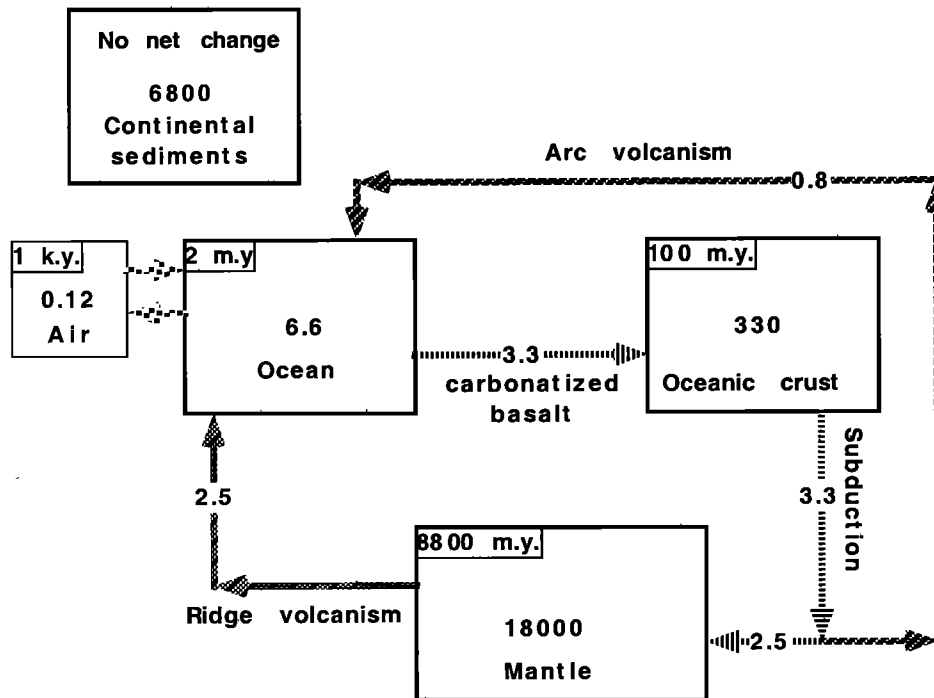 No net change
6800
Continental
sediments
Arc volcanism
0.8
1 k.y.
0.12
Air
2 m.y
6.6
Ocean
3.3
carbonatized
basalt
100 m.y.
330
Oceanic crust
Subduction
3.3
2.5
Ridge volcanism
8800 m.y.
18000
Mantle
2.5